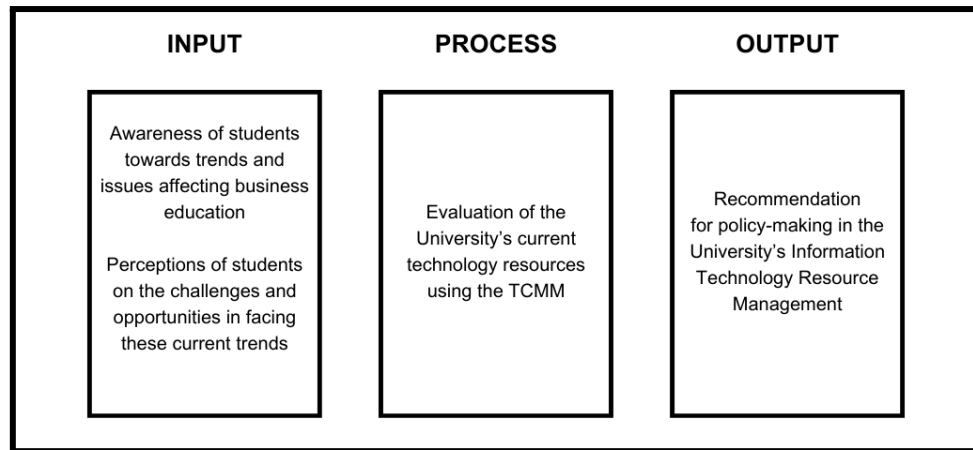 INPUT
PROCESS
OUTPUT
Awareness of students
towards trends and
issues affecting business
education
Perceptions of students
on the challenges and
opportunities in facing
these current trends
Evaluation of the
University’s current
technology resources
using the TCMM
Recommendation
for policy-making in the
University’s Information
Technology Resource
Management